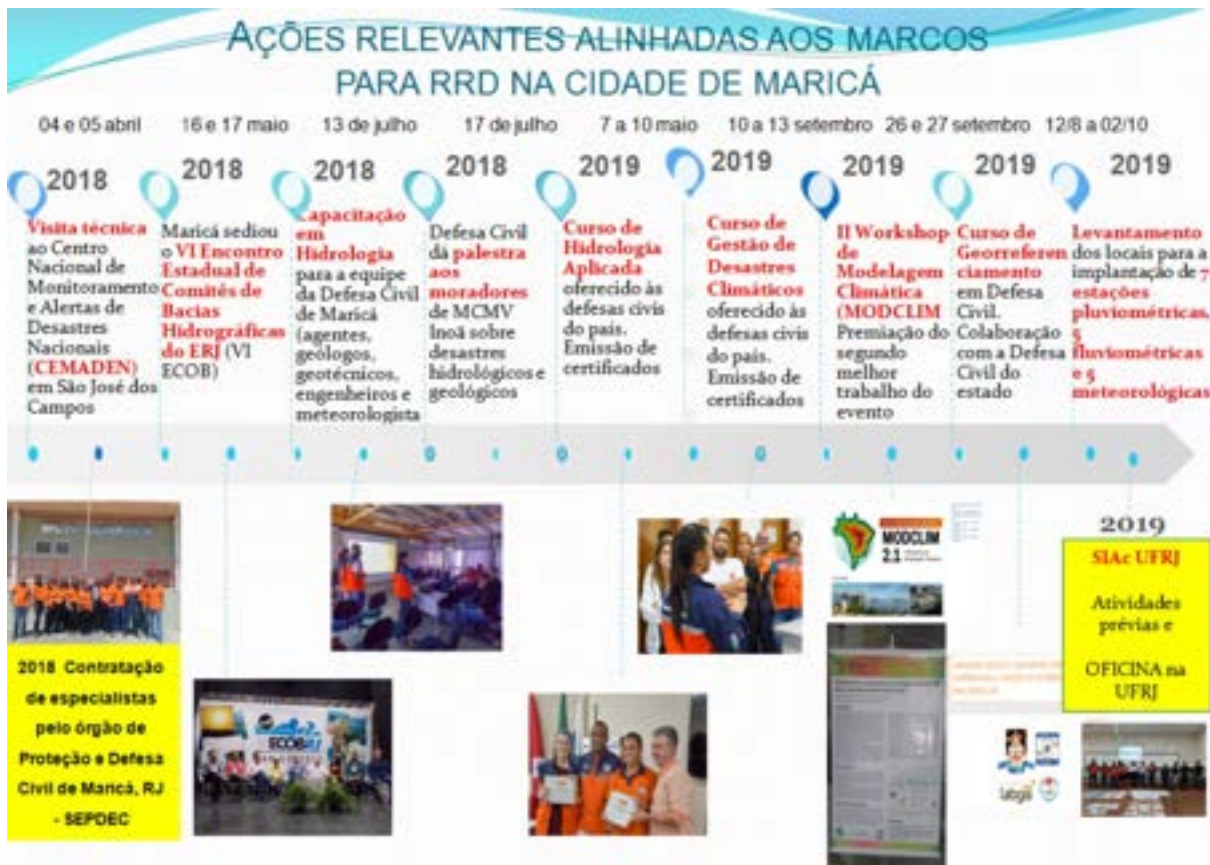 AÇÕES RELEVANTES ALINHADAS AOS MARCOS
PARA RRD NA CIDADE DE MARICÁ
04 e 05 abril
2018
Visita técnica
ao Centro
Nacional de
Monitoramento
e Alertas de
Desastres
Nacionais
(CEMADEN)
em São José dos
Campos
16 e 17 maio
2018
Maricá sediou
o VI Encontro
Estadual de
Comitês de
Bacias
Hidrográficas
do ERJ (VI
ECOB)
13 de julho
2018
Capacitação
em
Hidrologia
para a equipe
da Defesa Civil
de Maricá
(agentes,
geólogos,
geotécnicos,
engenheiros e
meteorologista
17 de julho
2018
Defesa Civil
dá palestra
aos
moradores
de MCMV
Inoã sobre
desastres
hidrológicos e
geológicos
7 a 10 maio
2019
Curso de
Hidrologia
Aplicada
oferecido às
defesas civis
do país.
Emissão de
certificados
10 a 13 setembro
2019
Curso de
Gestão de
Desastres
Climáticos
oferecido às
defesas civis
do país.
Emissão de
certificados
26 e 27 setembro
2019
II Workshop
de
Modelagem
Climática
(MODCLIM
Premiação do
segundo
melhor
trabalho do
evento
2019
Curso de
Georreferen
ciamento
em Defesa
Civil.
Colaboração
com a Defesa
Civil do
estado
12/8 a 02/10
2019
Levantamento
dos locais para a
implantação de 7
estações
pluviométricas,
5
fluviométricas
e 5
meteorológicas
2018 Contratação
de especialistas
pelo órgão de
Proteção e Defesa
Civil de Maricá, RJ
- SEPDEC
ECOB
MODCLIM
2.1
2019
SIAc UFRJ
Atividades
prévias e
OFICINA na
UFRJ
labgis